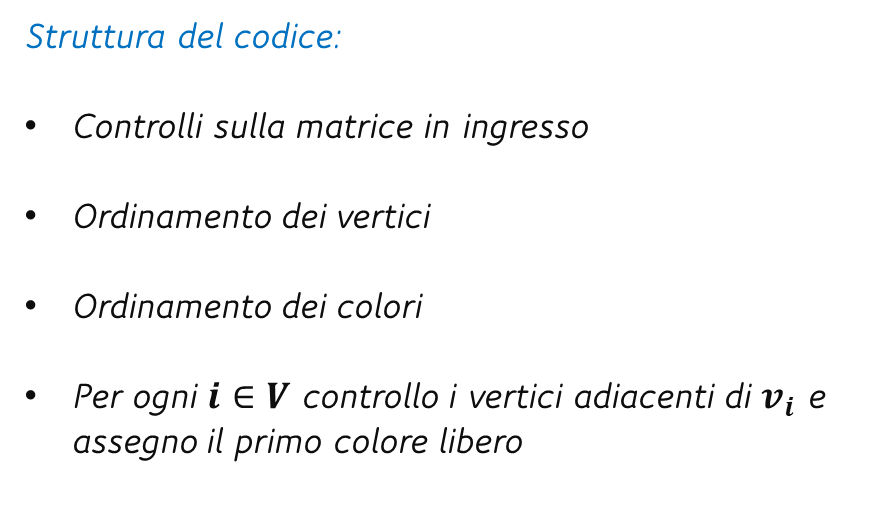 Struttura del codice:
• Controlli sulla matrice in ingresso
• Ordinamento dei vertici
• Ordinamento dei colori
• Per ogni i ∈ V controllo i vertici adiacenti di vᵢ e
assegno il primo colore libero